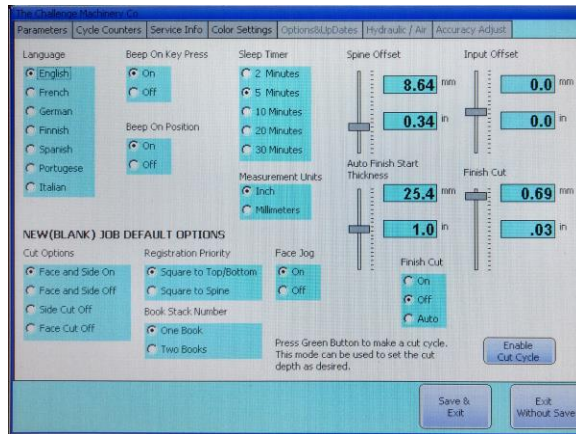 The Challenge Machinery Co.
Parameters Cycle Counters Service Info Color Settings Options&UpDates Hydraulic / Air Accuracy Adjust
Language
English
French
German
Finnish
Spanish
Portugese
Italian
Beep On Key Press
On
Off
Beep On Position
On
Off
Sleep Timer
2 Minutes
5 Minutes
10 Minutes
20 Minutes
30 Minutes
Measurement Units
Inch
Millimeters
Spine Offset
8.64 mm
0.34 in
Input Offset
0.0 mm
0.0 in
Auto Finish Start
Thickness
25.4 mm
1.0 in
Finish Cut
0.69 mm
.03 in
NEW(BLANK) JOB DEFAULT OPTIONS
Cut Options
Face and Side On
Face and Side Off
Side Cut Off
Face Cut Off
Registration Priority
Square to Top/Bottom
Square to Spine
Book Stack Number
One Book
Two Books
Face Jog
On
Off
Finish Cut
On
Off
Auto
Press Green Button to make a cut cycle.
This mode can be used to set the cut
depth as desired.
Enable
Cut Cycle
Save &
Exit
Exit
Without Save